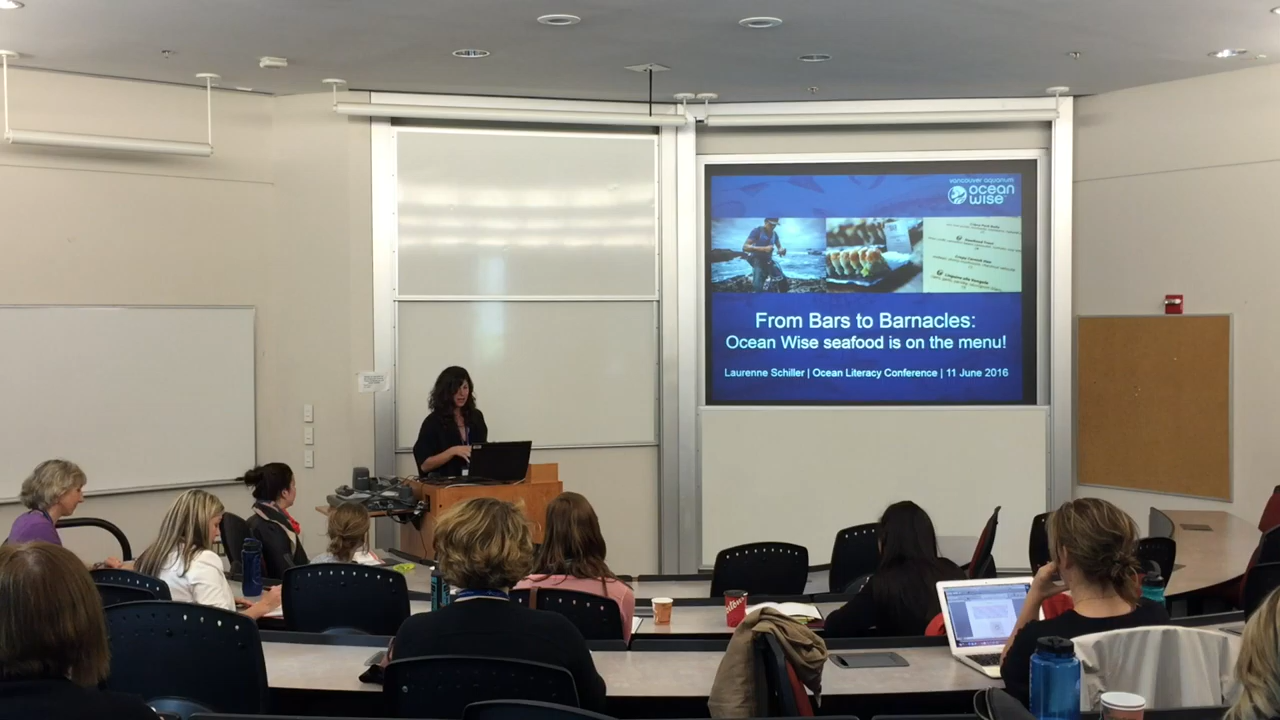 vancouver aquarium
ocean
wise
From Bars to Barnacles:
Ocean Wise seafood is on the menu!
Laurenne Schiller | Ocean Literacy Conference | 11 June 2016